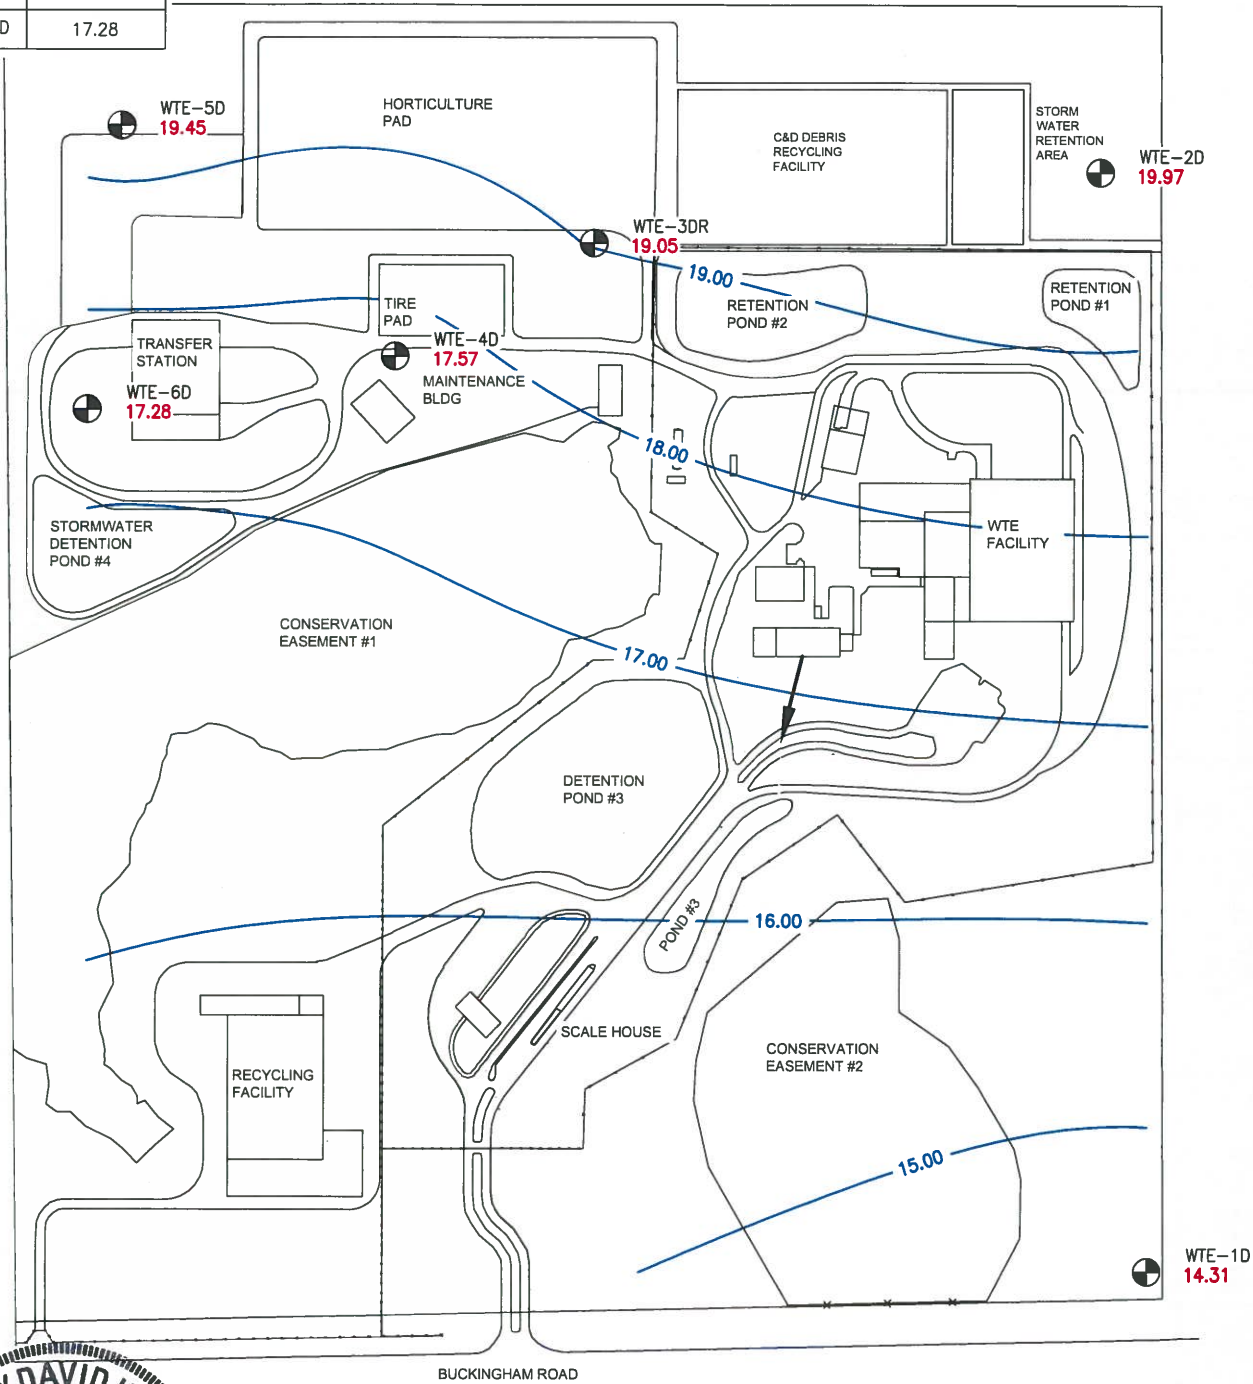 D 17.28
WTE-5D
19.45
HORTICULTURE
PAD
C&D DEBRIS
RECYCLING
FACILITY
STORM
WATER
RETENTION
AREA
WTE-2D
19.97
WTE-3DR
19.05
19.00
RETENTION
POND #2
RETENTION
POND #1
TIRE
PAD
TRANSFER
STATION
WTE-4D
17.57
MAINTENANCE
BLDG
WTE-6D
17.28
18.00
STORMWATER
DETENTION
POND #4
WTE
FACILITY
CONSERVATION
EASEMENT #1
17.00
DETENTION
POND #3
POND #3
16.00
SCALE HOUSE
CONSERVATION
EASEMENT #2
RECYCLING
FACILITY
15.00
WTE-1D
14.31
BUCKINGHAM ROAD
DAVID